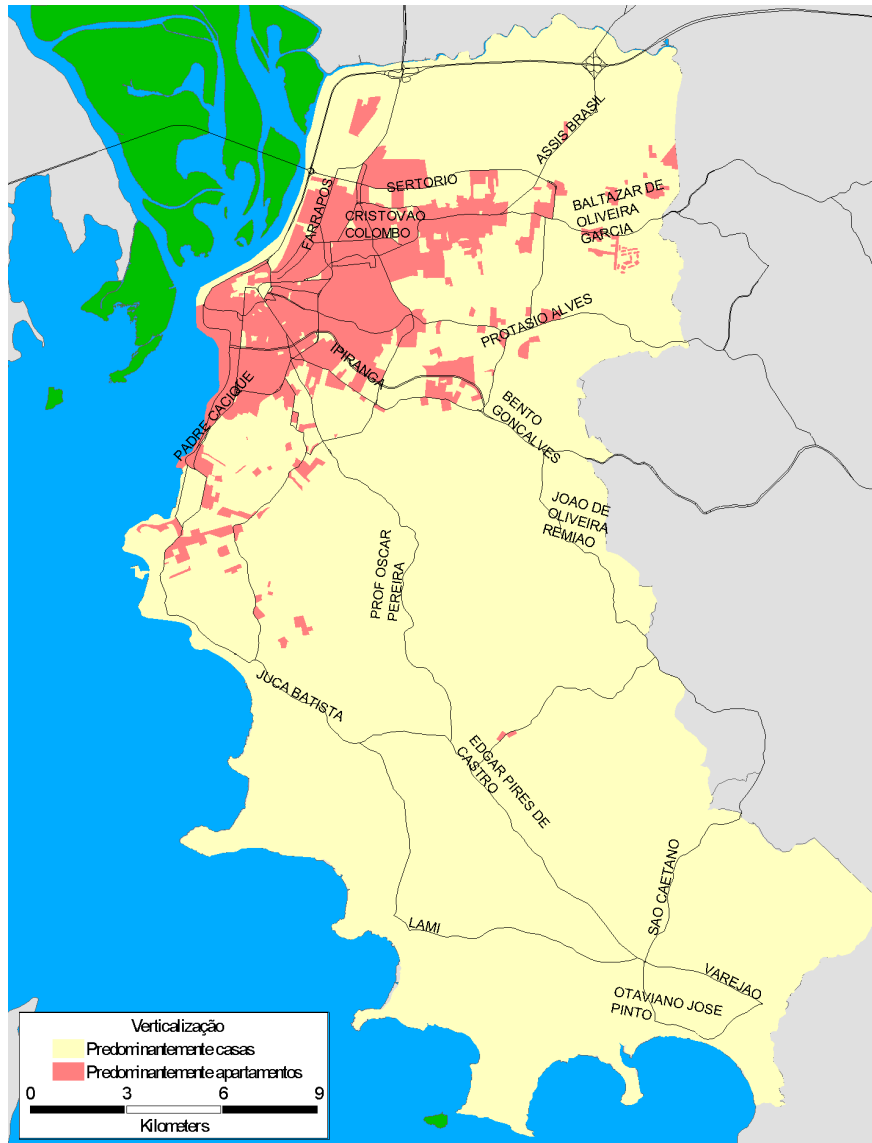 ASSIS BRASIL
SERTORIO
FARRAPOS
CRISTOVAO
COLOMBO
BALTAZAR DE
OLIVEIRA
GARCIA
PROTASIO ALVES
IPIRANGA
PADRE CACIQUE
BENTO
GONCALVES
JOAO DE
OLIVEIRA
REMIAO
PROF OSCAR
PEREIRA
JUCA BATISTA
EDGAR PIRES DE
CASTRO
SAO CAETANO
LAMI
VAREJAO
OTAVIANO JOSE
PINTO
Verticalização
Predominantemente casas
Predominantemente apartamentos
0 3 6 9
Kilometers